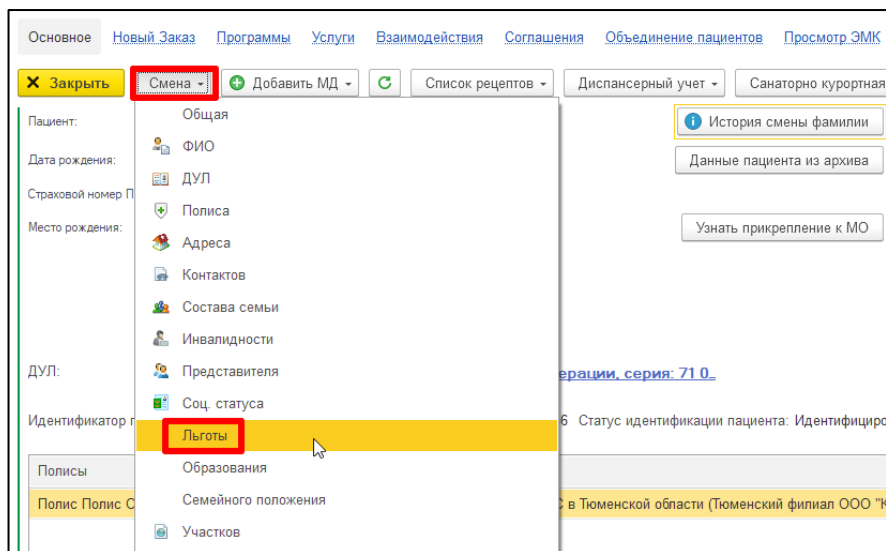 Основное Новый Заказ Программы Услуги Взаимодействия Соглашения Объединение пациентов Просмотр ЭМК
Закрыть Смена Добавить МД Список рецептов Диспансерный учет Санаторно курортная
Пациент: Общая История смены фамилии
ФИО
Дата рождения: Данные пациента из архива
ДУЛ
Страховой номер П
Полиса
Место рождения: Узнать прикрепление к МО
Адреса
Контактов
Состава семьи
Инвалидности
ДУЛ: Представителя ерации, серия: 71 0..
Соц. статуса
Идентификатор п 6 Статус идентификации пациента: Идентифициро
Льготы
Полисы Образования
Полис Полис С Семейного положения С в Тюменской области (Тюменский филиал ООО "К
Участков